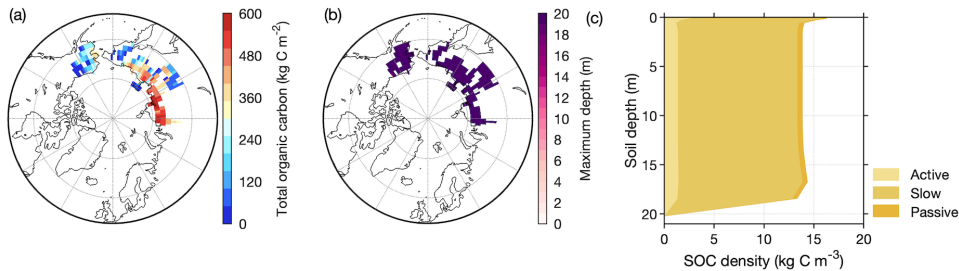 (a)
600
480
360
240
120
0
Total organic carbon (kg C m⁻²)
(b)
20
18
16
14
12
10
8
6
4
2
0
Maximum depth (m)
(c)
0
5
10
15
20
Soil depth (m)
0 5 10 15 20
SOC density (kg C m⁻³)
Active
Slow
Passive